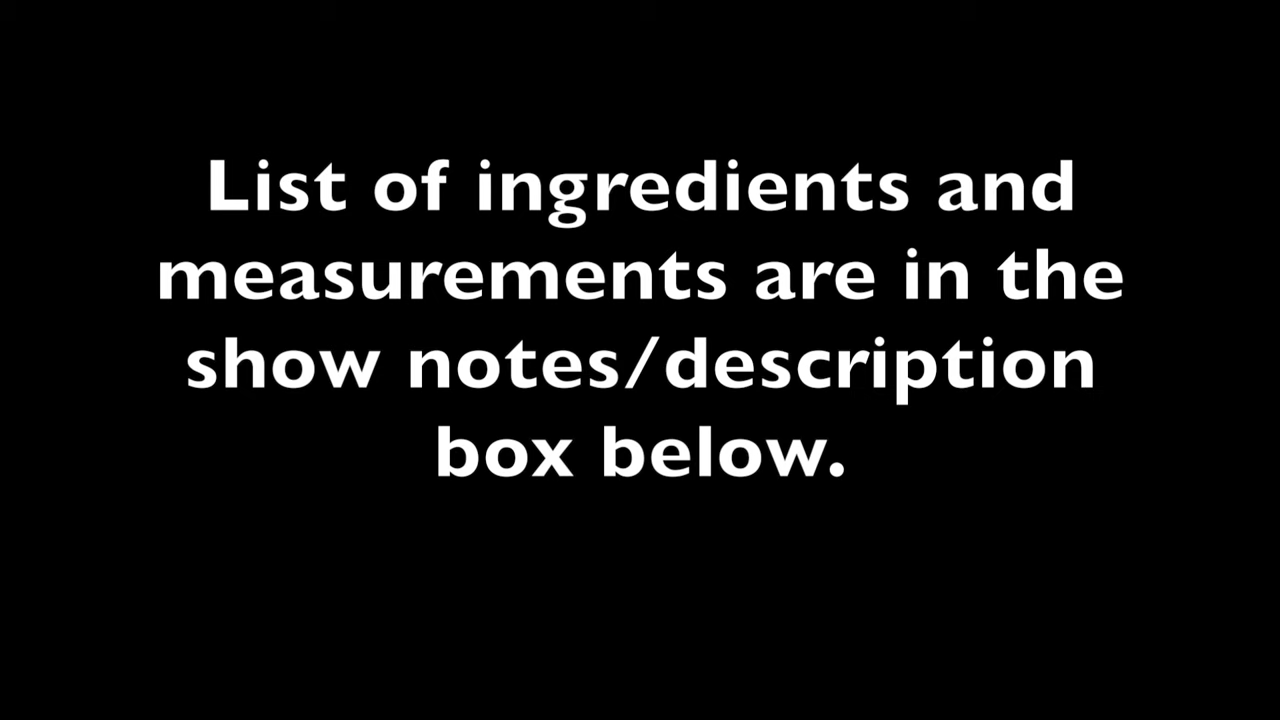 List of ingredients and
measurements are in the
show notes/description
box below.